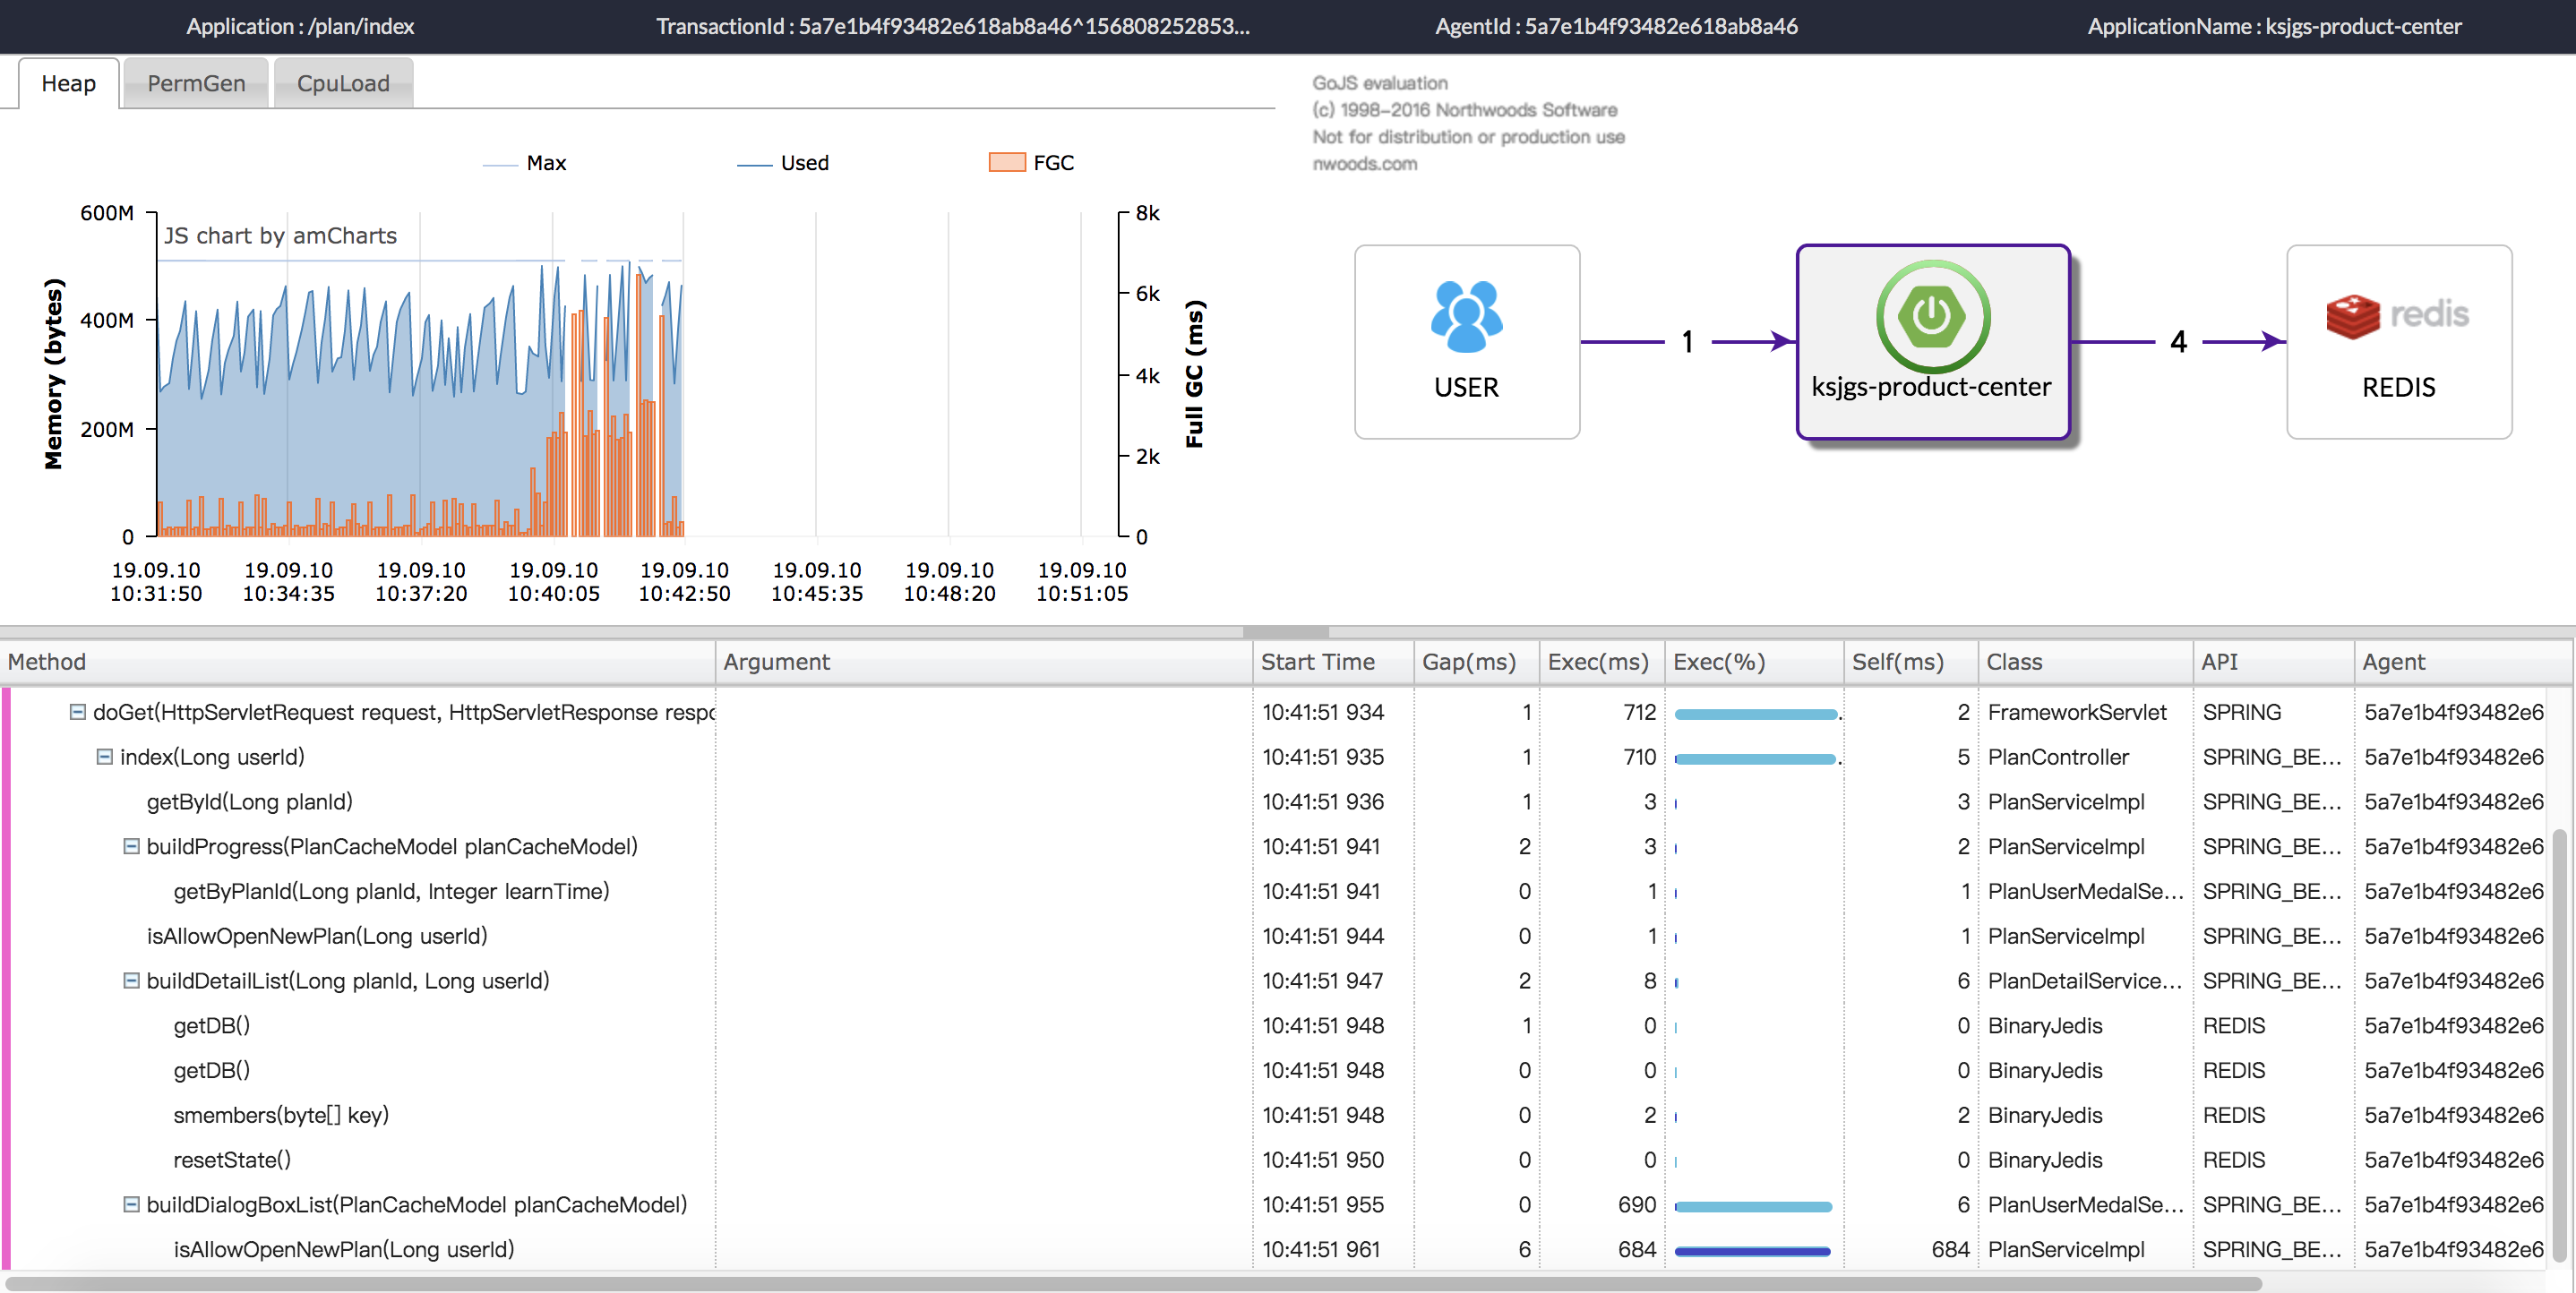 Application : /plan/index TransactionId : 5a7e1b4f93482e618ab8a46^156808252853... AgentId : 5a7e1b4f93482e618ab8a46 ApplicationName : ksjgs-product-center
Heap PermGen CpuLoad
GoJS evaluation
(c) 1998-2016 Northwoods Software
Not for distribution or production use
nwoods.com
Max Used FGC
JS chart by amCharts
Memory (bytes)
600M
400M
200M
0
Full GC (ms)
8k
6k
4k
2k
0
19.09.10 19.09.10 19.09.10 19.09.10 19.09.10 19.09.10 19.09.10 19.09.10
10:31:50 10:34:35 10:37:20 10:40:05 10:42:50 10:45:35 10:48:20 10:51:05
USER
1
ksjgs-product-center
4
redis
REDIS
Method Argument Start Time Gap(ms) Exec(ms) Exec(%) Self(ms) Class API Agent
doGet(HttpServletRequest request, HttpServletResponse respo 10:41:51 934 1 712 2 FrameworkServlet SPRING 5a7e1b4f93482e6
index(Long userId) 10:41:51 935 1 710 5 PlanController SPRING_BE... 5a7e1b4f93482e6
getById(Long planId) 10:41:51 936 1 3 3 PlanServiceImpl SPRING_BE... 5a7e1b4f93482e6
buildProgress(PlanCacheModel planCacheModel) 10:41:51 941 2 3 2 PlanServiceImpl SPRING_BE... 5a7e1b4f93482e6
getByPlanId(Long planId, Integer learnTime) 10:41:51 941 0 1 1 PlanUserMedalSe... SPRING_BE... 5a7e1b4f93482e6
isAllowOpenNewPlan(Long userId) 10:41:51 944 0 1 1 PlanServiceImpl SPRING_BE... 5a7e1b4f93482e6
buildDetailList(Long planId, Long userId) 10:41:51 947 2 8 6 PlanDetailService... SPRING_BE... 5a7e1b4f93482e6
getDB() 10:41:51 948 1 0 0 BinaryJedis REDIS 5a7e1b4f93482e6
getDB() 10:41:51 948 0 0 0 BinaryJedis REDIS 5a7e1b4f93482e6
smembers(byte[] key) 10:41:51 948 0 2 2 BinaryJedis REDIS 5a7e1b4f93482e6
resetState() 10:41:51 950 0 0 0 BinaryJedis REDIS 5a7e1b4f93482e6
buildDialogBoxList(PlanCacheModel planCacheModel) 10:41:51 955 0 690 6 PlanUserMedalSe... SPRING_BE... 5a7e1b4f93482e6
isAllowOpenNewPlan(Long userId) 10:41:51 961 6 684 684 PlanServiceImpl SPRING_BE... 5a7e1b4f93482e6